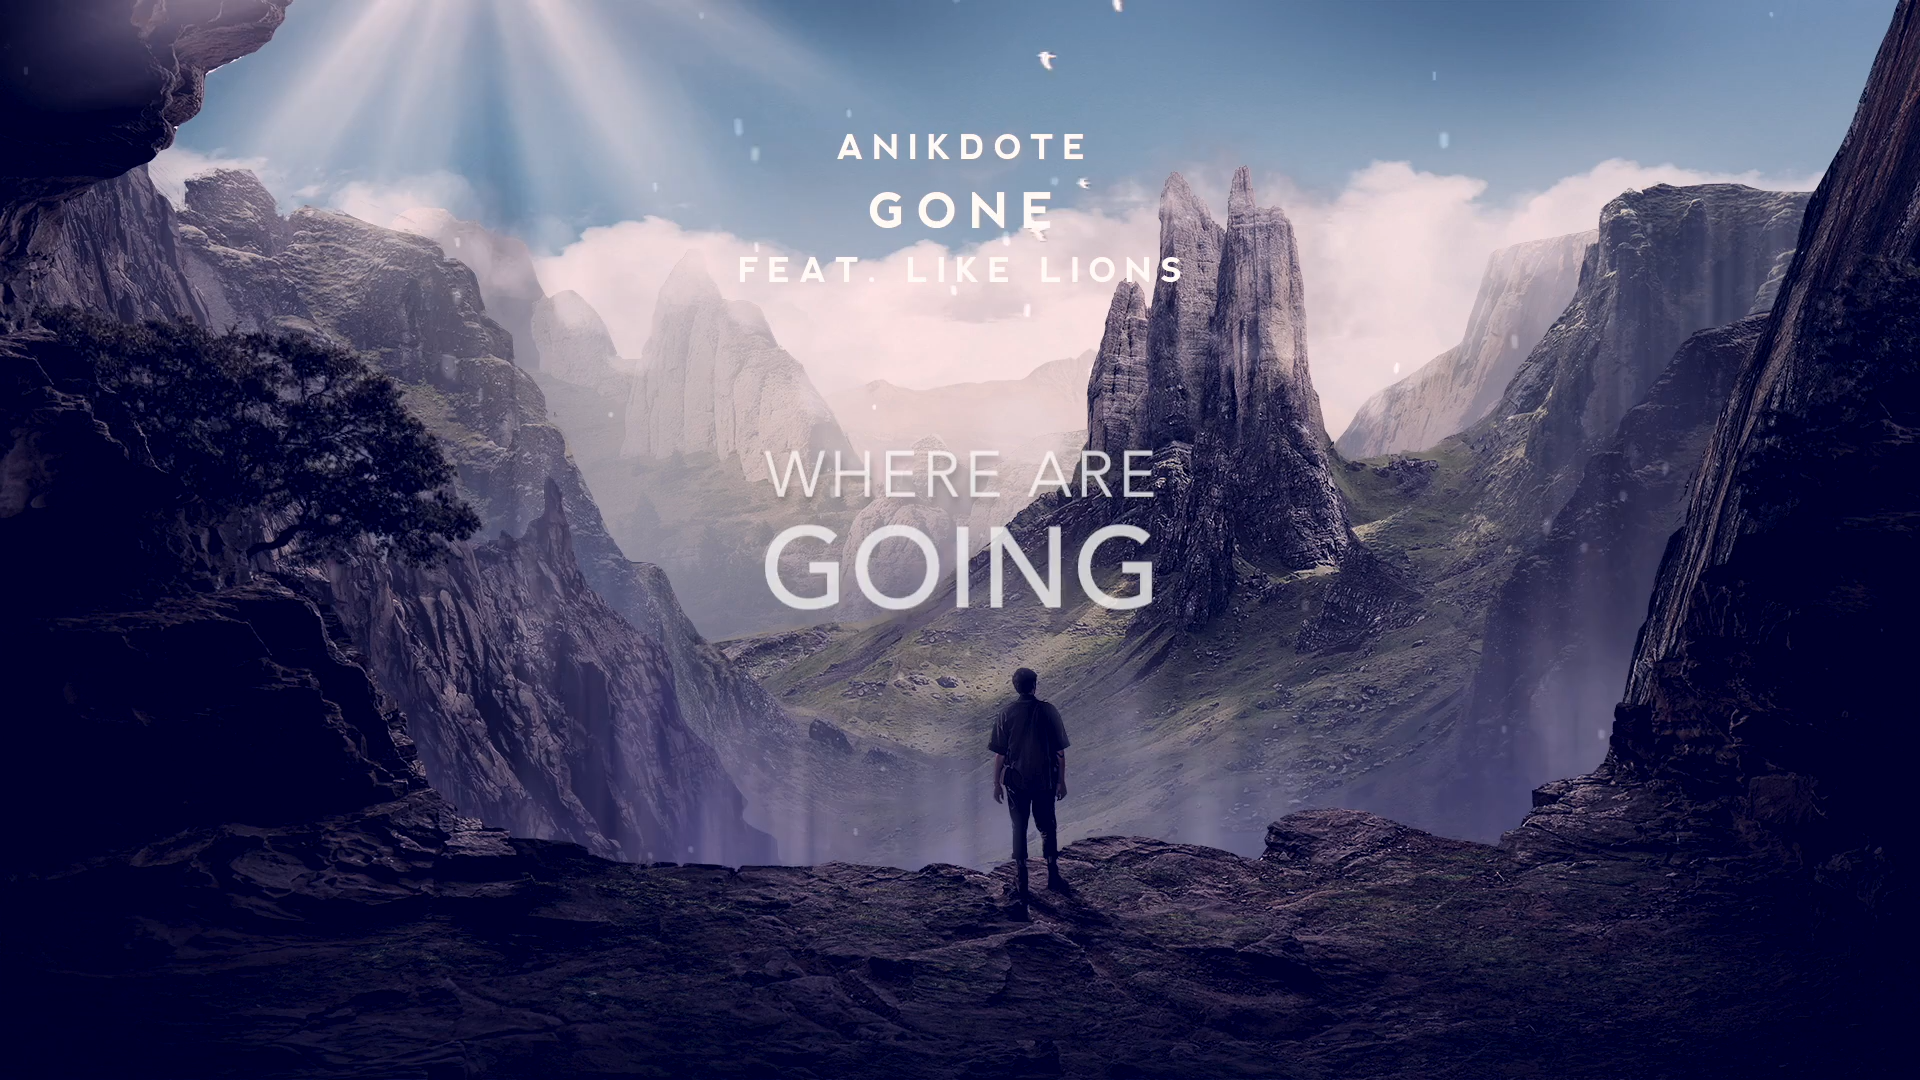 ANIKDOTE
GONE
FEAT. LIKE LIONS
WHERE ARE
GOING